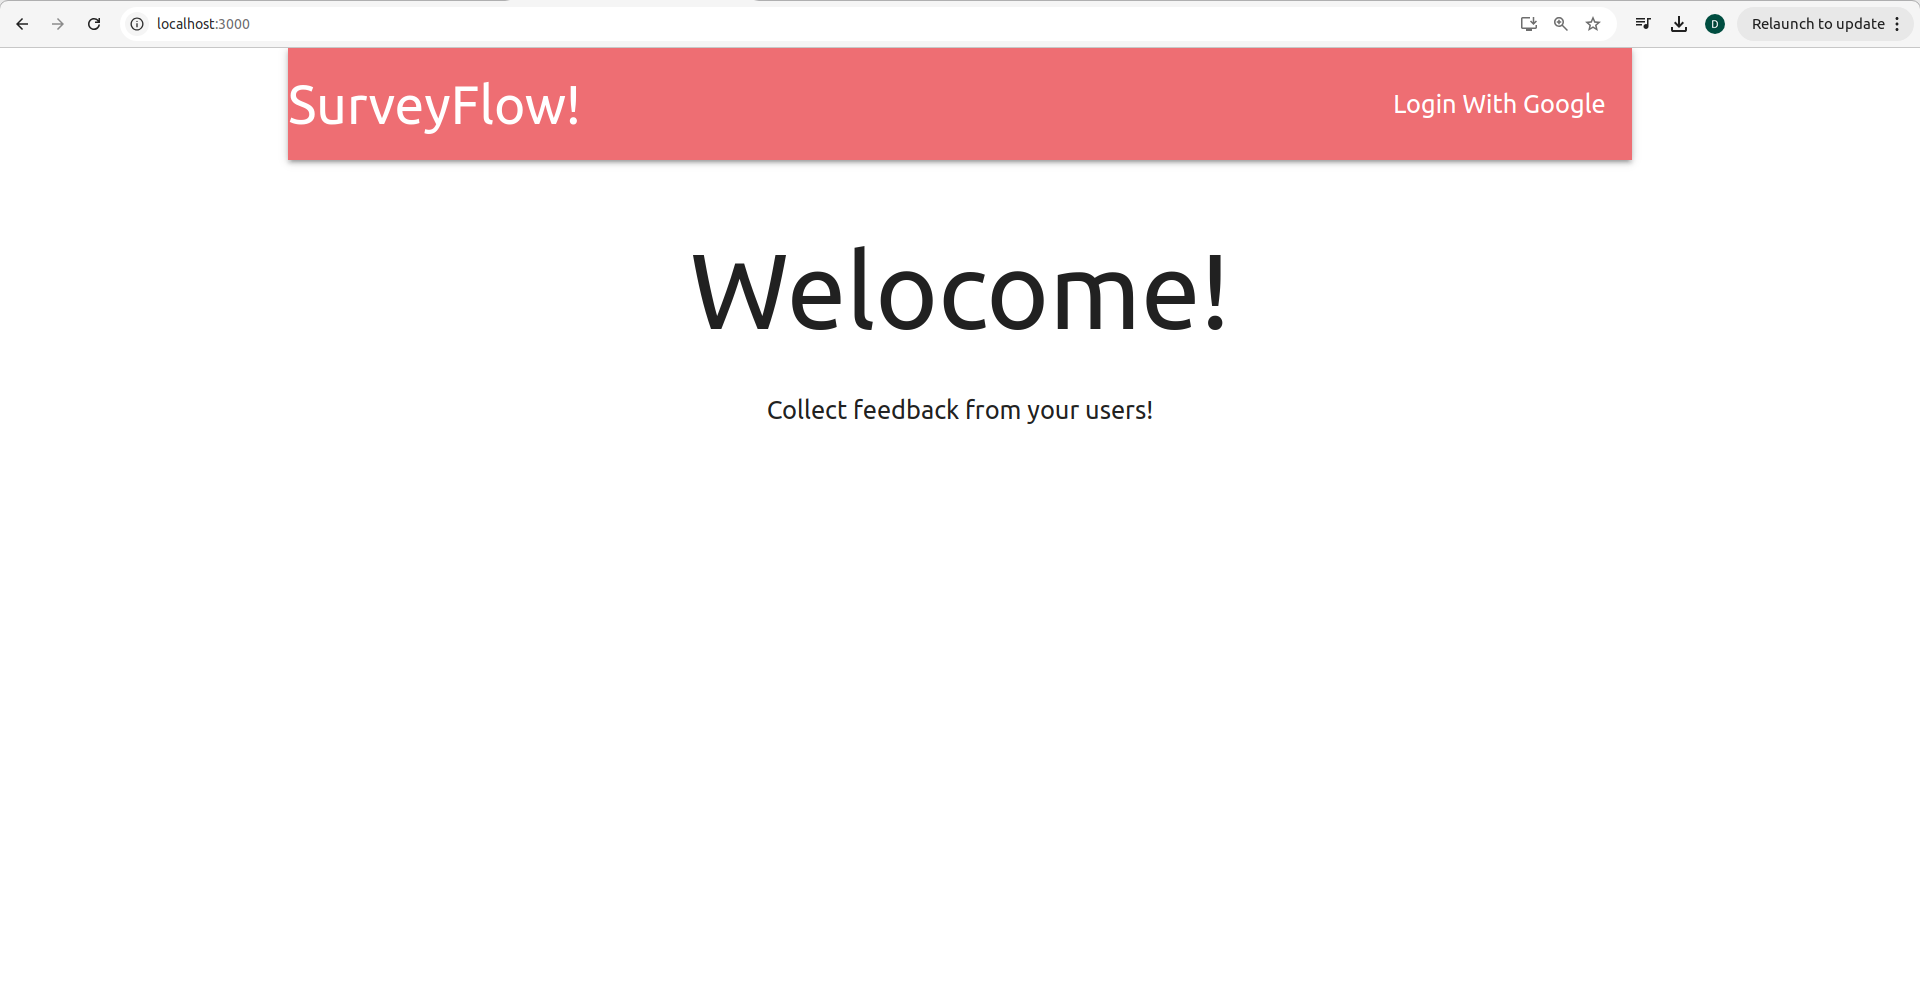 localhost:3000
D
Relaunch to update
SurveyFlow!
Login With Google
Welocome!
Collect feedback from your users!